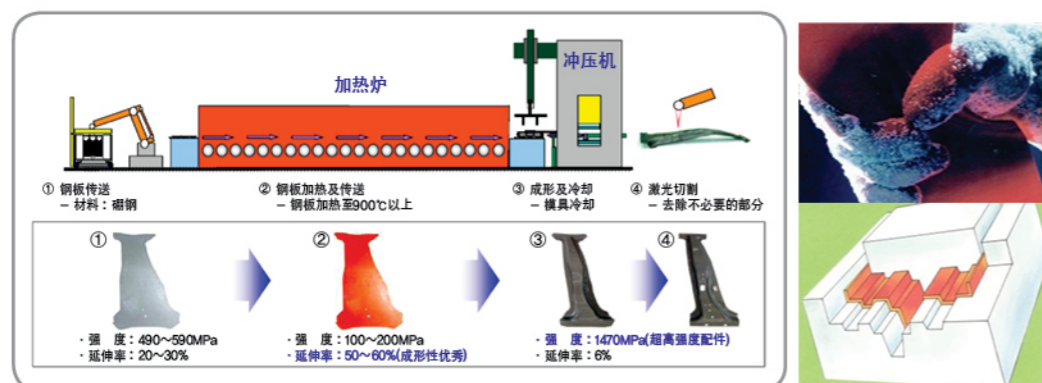 加热炉
冲压机
① 钢板传送
– 材料：硼钢
② 钢板加热及传送
– 钢板加热至900℃以上
③ 成形及冷却
– 模具冷却
④ 激光切割
– 去除不必要的部分
①
· 强 度：490～590MPa
· 延伸率：20～30%
②
· 强 度：100～200MPa
· 延伸率：50～60%(成形性优秀)
③
④
· 强 度：1470MPa(超高强度配件)
· 延伸率：6%